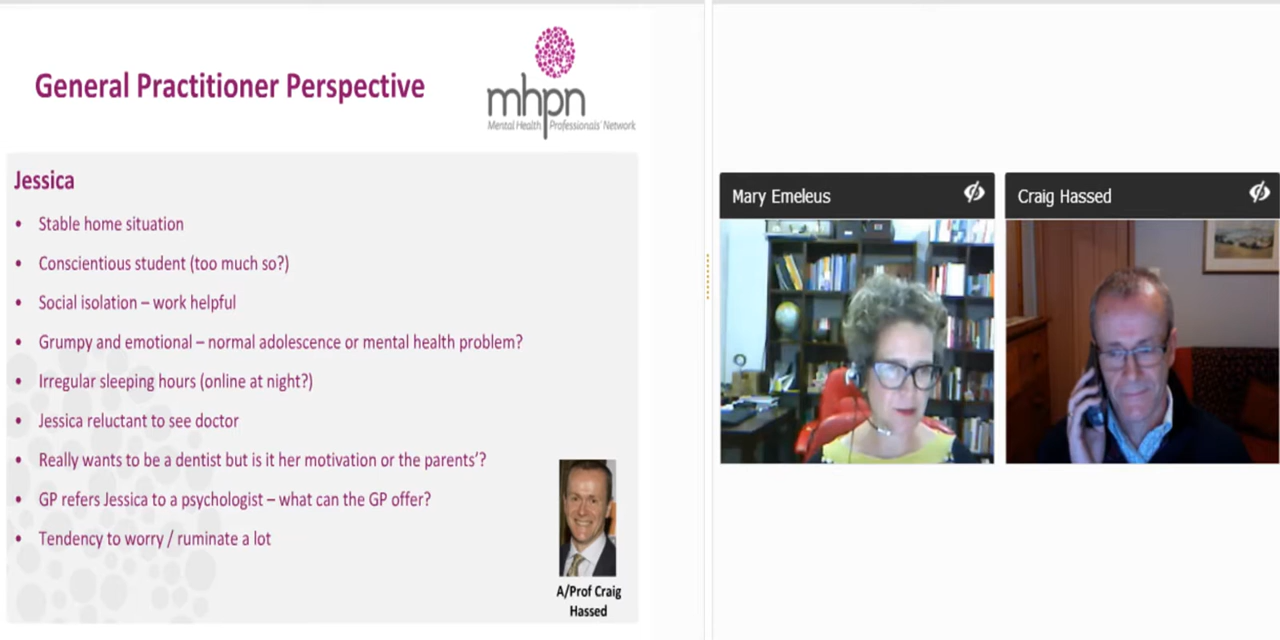 General Practitioner Perspective
mhpn
Mental Health Professionals' Network
Jessica
• Stable home situation
• Conscientious student (too much so?)
• Social isolation – work helpful
• Grumpy and emotional – normal adolescence or mental health problem?
• Irregular sleeping hours (online at night?)
• Jessica reluctant to see doctor
• Really wants to be a dentist but is it her motivation or the parents'?
• GP refers Jessica to a psychologist – what can the GP offer?
• Tendency to worry / ruminate a lot
A/Prof Craig
Hassed
Mary Emeleus
Craig Hassed